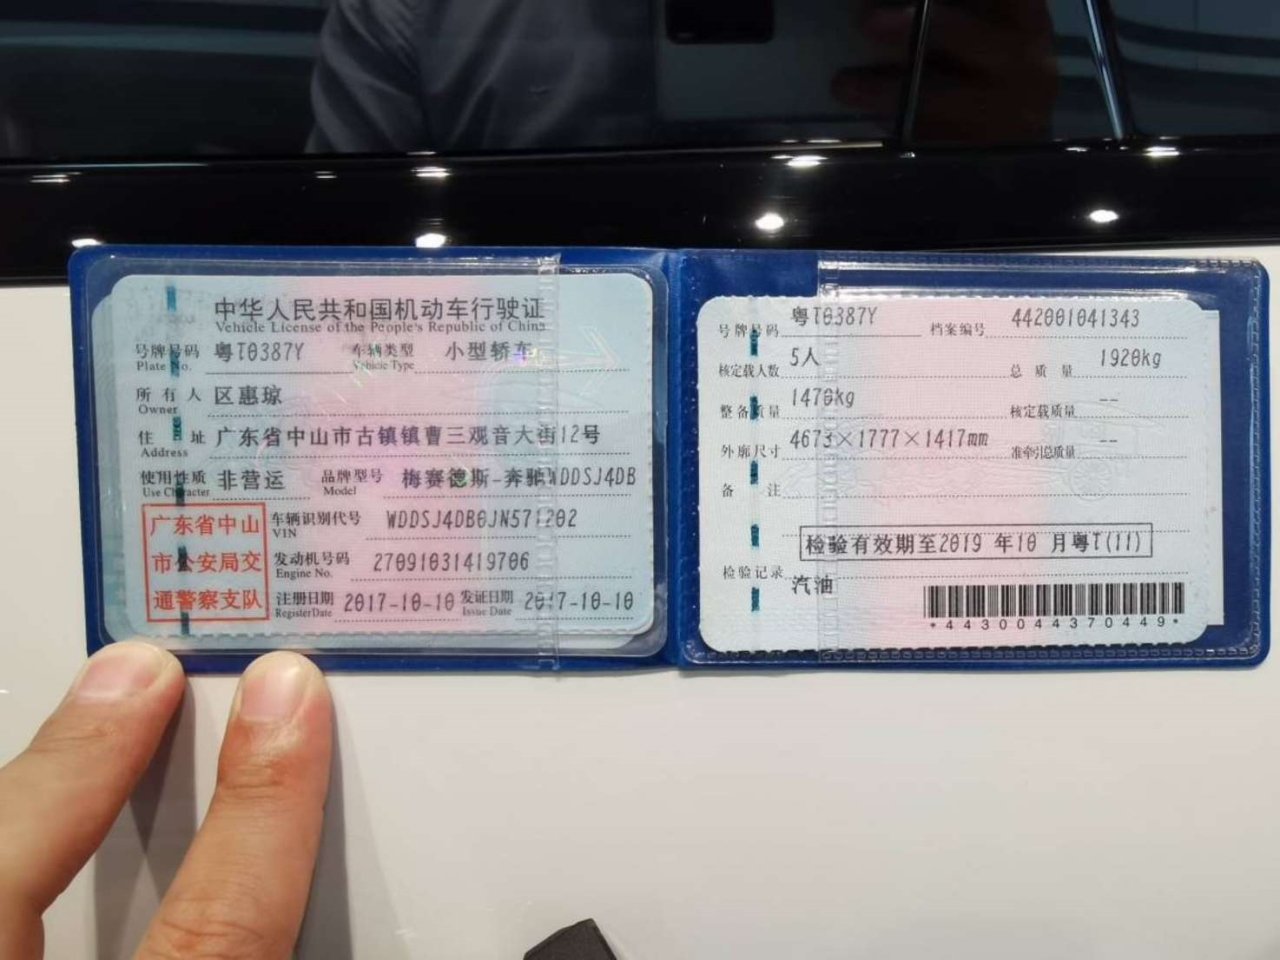 中华人民共和国机动车行驶证
Vehicle License of the People's Republic of China
号牌号码 粤T0387Y 车辆类型 小型轿车
Plate No. Vehicle Type
所有人 区惠琼
Owner
住址 广东省中山市古镇镇曹三观音大街12号
Address
使用性质 非营运 品牌型号 梅赛德斯-奔驰WDDSJ4DB
Use Character Model
广东省中山
市公安局交
通警察支队
车辆识别代号 WDDSJ4DB0JN571202
VIN
发动机号码 27091031419706
Engine No.
注册日期 2017-10-10 发证日期 2017-10-10
Register Date Issue Date
号牌号码 粤T0387Y 档案编号 442001041343
核定载人数 5人 总质量 1920kg
整备质量 1470kg 核定载质量 --
外廓尺寸 4673×1777×1417mm 准牵引总质量 --
备注
检验有效期至2019 年10 月粤T(11)
检验记录
汽油
*4430044370449*